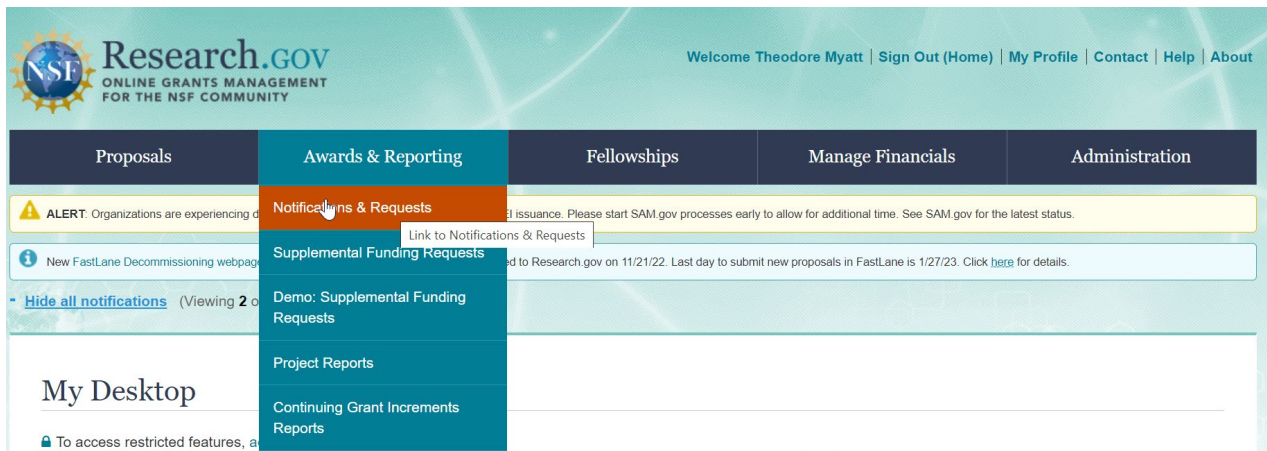 NSF
Research.GOV
ONLINE GRANTS MANAGEMENT
FOR THE NSF COMMUNITY
Welcome Theodore Myatt | Sign Out (Home) | My Profile | Contact | Help | About
Proposals
Awards & Reporting
Fellowships
Manage Financials
Administration
Notifications & Requests
Link to Notifications & Requests
Supplemental Funding Requests
Demo: Supplemental Funding
Requests
Project Reports
Continuing Grant Increments
Reports
ALERT: Organizations are experiencing d
EI issuance. Please start SAM.gov processes early to allow for additional time. See SAM.gov for the latest status.
New FastLane Decommissioning webpage
ed to Research.gov on 11/21/22. Last day to submit new proposals in FastLane is 1/27/23. Click here for details.
- Hide all notifications (Viewing 2 o
My Desktop
To access restricted features, a